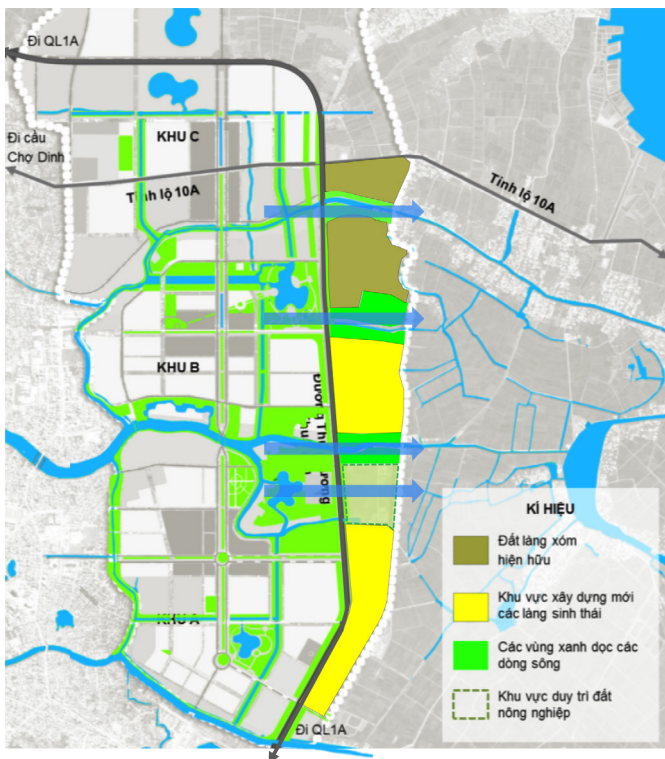 Đi QL1A
KHU C
Đi cầu
Chợ Dinh
Tỉnh lộ 10A
Tỉnh lộ 10A
KHU B
KHU A
KÍ HIỆU
Đất làng xóm
hiện hữu
Khu vực xây dựng mới
các làng sinh thái
Các vùng xanh dọc các
dòng sông
Khu vực duy trì đất
nông nghiệp
Đi QL1A